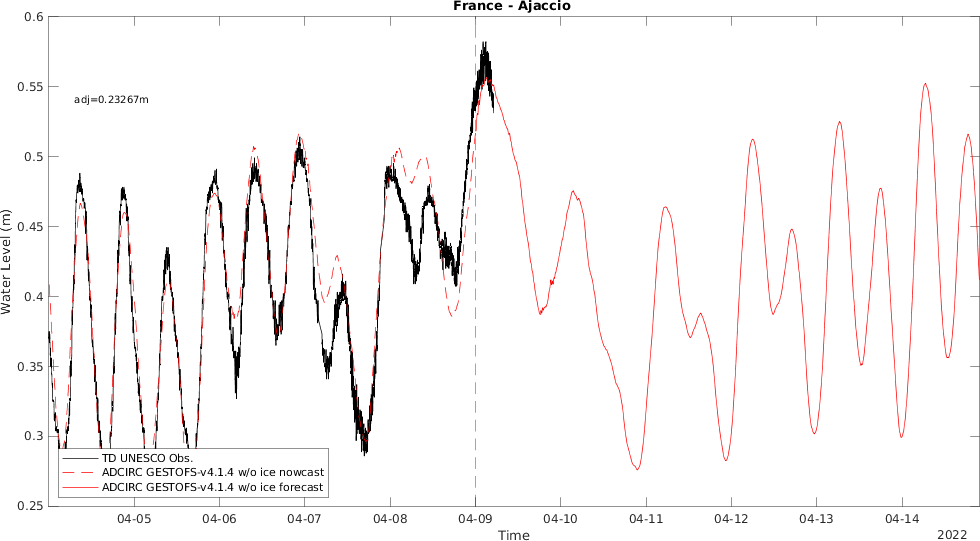 France - Ajaccio
0.6
0.55
0.5
0.45
0.4
0.35
0.3
0.25
Water Level (m)
adj=0.23267m
TD UNESCO Obs.
ADCIRC GESTOFS-v4.1.4 w/o ice nowcast
ADCIRC GESTOFS-v4.1.4 w/o ice forecast
04-05 04-06 04-07 04-08 04-09 04-10 04-11 04-12 04-13 04-14
Time
2022